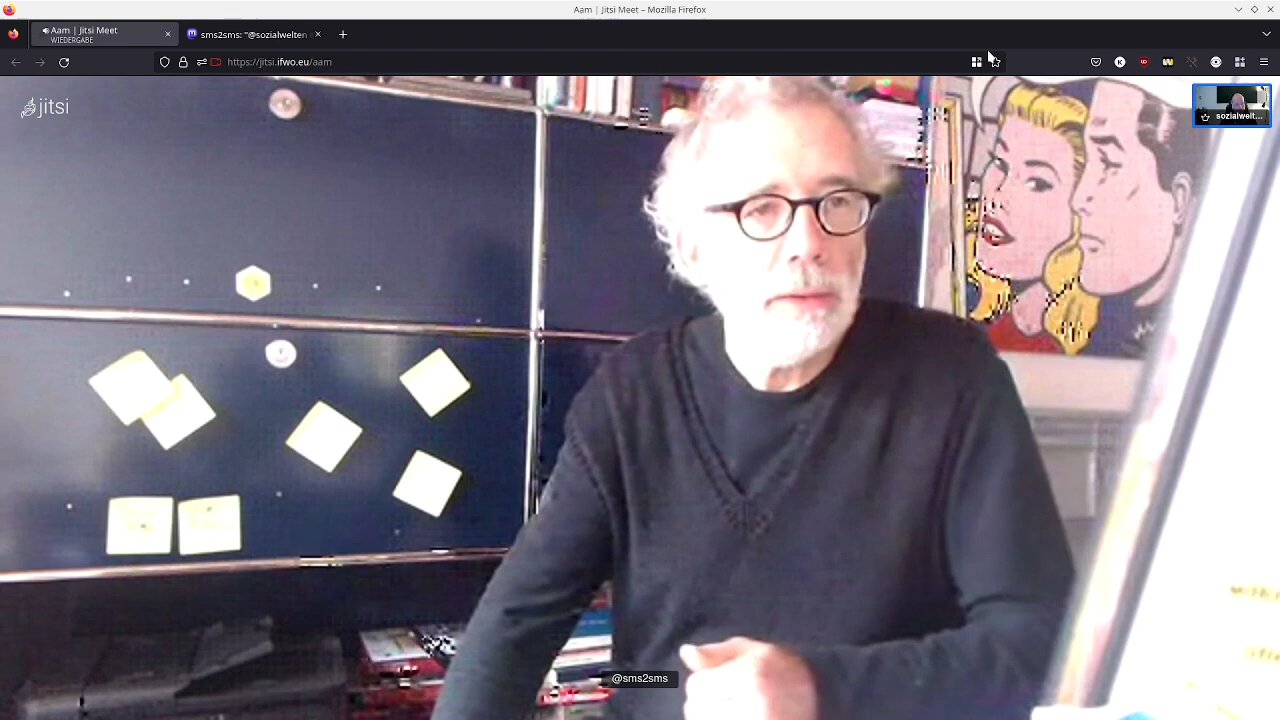 Aam | Jitsi Meet — Mozilla Firefox
Aam | Jitsi Meet
WIEDERGABE
sms2sms: "@sozialwelten
https://jitsi.ifwo.eu/aam
jitsi
sozialwelt...
@sms2sms